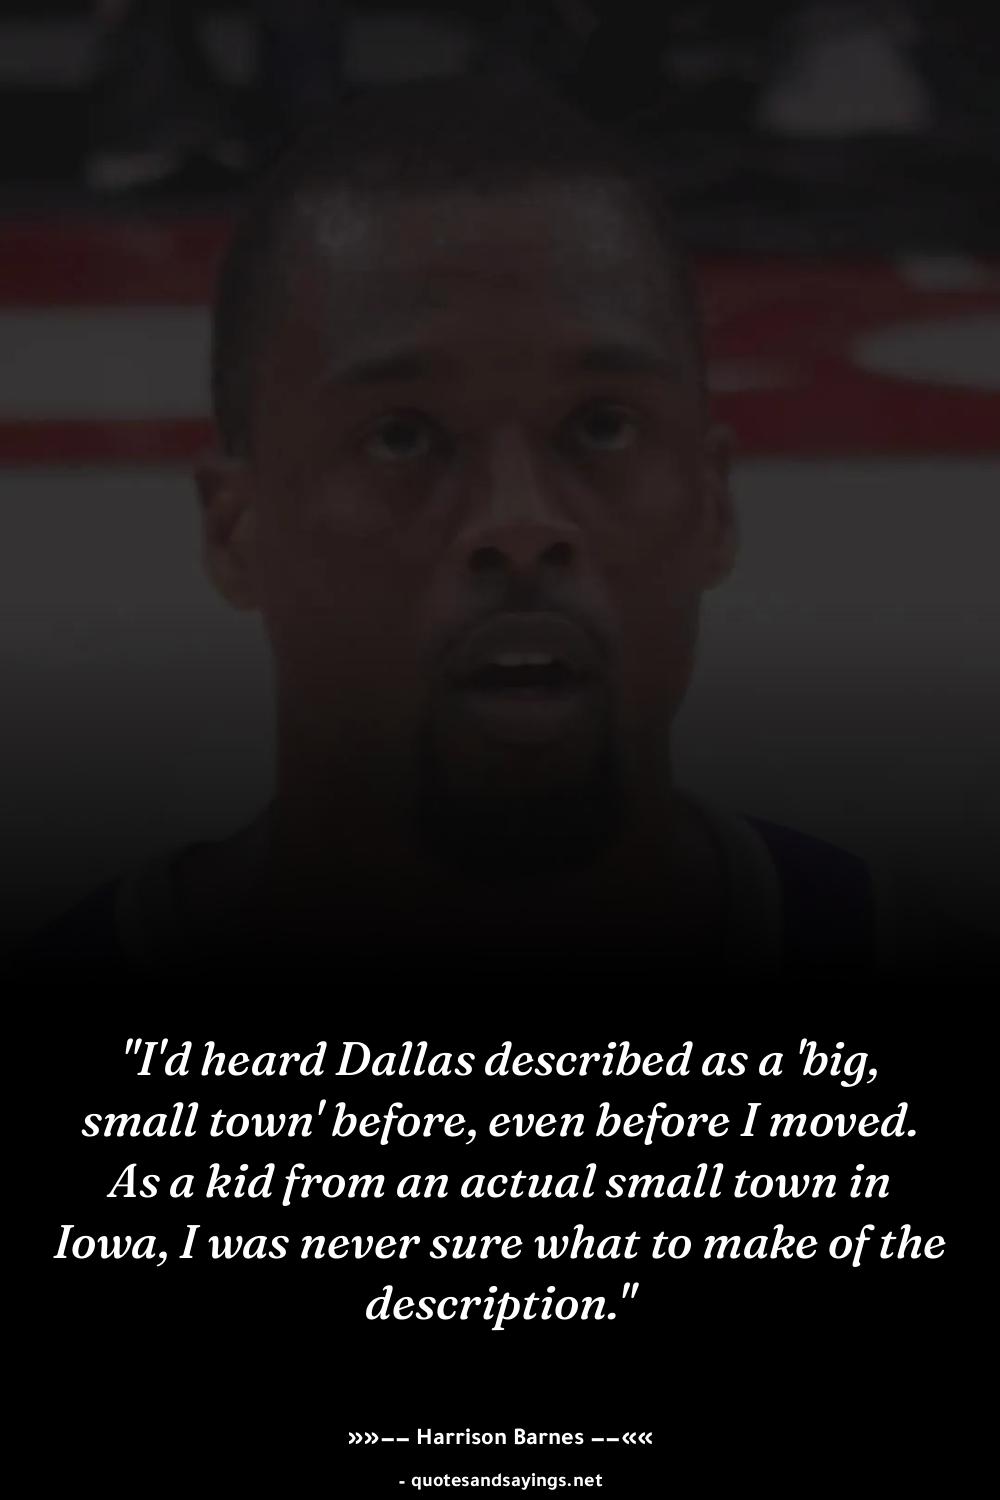 "I'd heard Dallas described as a 'big,
small town' before, even before I moved.
As a kid from an actual small town in
Iowa, I was never sure what to make of the
description."
»»–– Harrison Barnes ––««
- quotesandsayings.net